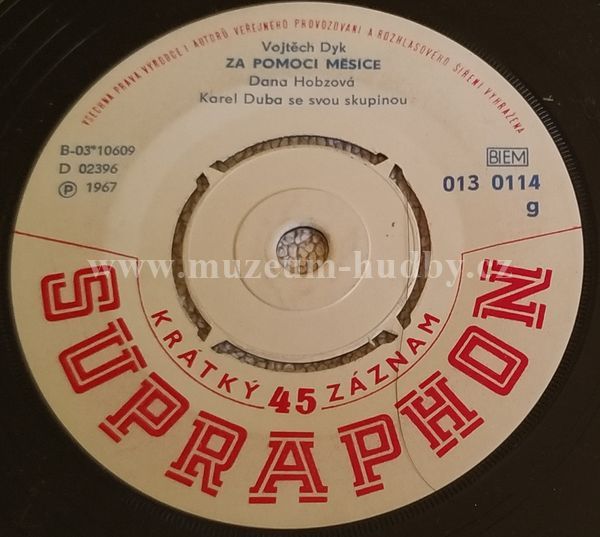 VŠECHNA PRÁVA VÝROBCE I AUTORŮ VEŘEJNÉHO PROVOZOVÁNÍ A ROZHLASOVÉHO ŠÍŘENÍ VYHRAZENA
Vojtěch Dyk
ZA POMOCI MĚSÍCE
Dana Hobzová
Karel Duba se svou skupinou
B-03*10609
D 02396
Ⓟ 1967
BIEM
013 0114
g
www.muzeum-hudby.cz
KRÁTKÝ 45 ZÁZNAM
SUPRAPHON